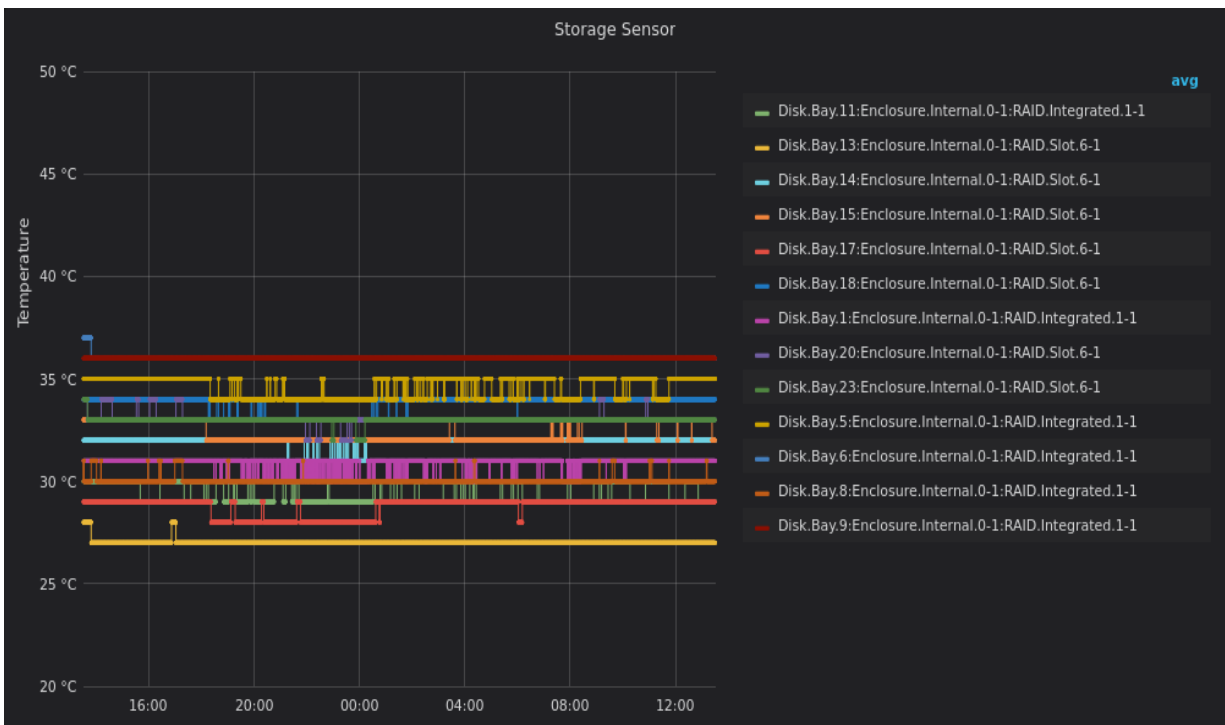 Storage Sensor
Temperature
50 °C
45 °C
40 °C
35 °C
30 °C
25 °C
20 °C
16:00 20:00 00:00 04:00 08:00 12:00
avg
Disk.Bay.11:Enclosure.Internal.0-1:RAID.Integrated.1-1
Disk.Bay.13:Enclosure.Internal.0-1:RAID.Slot.6-1
Disk.Bay.14:Enclosure.Internal.0-1:RAID.Slot.6-1
Disk.Bay.15:Enclosure.Internal.0-1:RAID.Slot.6-1
Disk.Bay.17:Enclosure.Internal.0-1:RAID.Slot.6-1
Disk.Bay.18:Enclosure.Internal.0-1:RAID.Slot.6-1
Disk.Bay.1:Enclosure.Internal.0-1:RAID.Integrated.1-1
Disk.Bay.20:Enclosure.Internal.0-1:RAID.Slot.6-1
Disk.Bay.23:Enclosure.Internal.0-1:RAID.Slot.6-1
Disk.Bay.5:Enclosure.Internal.0-1:RAID.Integrated.1-1
Disk.Bay.6:Enclosure.Internal.0-1:RAID.Integrated.1-1
Disk.Bay.8:Enclosure.Internal.0-1:RAID.Integrated.1-1
Disk.Bay.9:Enclosure.Internal.0-1:RAID.Integrated.1-1